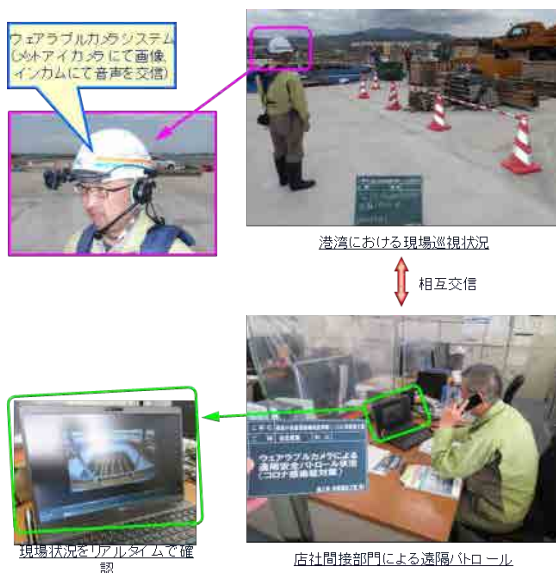 ウェアラブルカメラシステム
(メットアイカメラにて画像、
インカムにて音声を交信)
港湾における現場巡視状況
相互交信
ウェアラブルカメラによる
遠隔安全パトロール状況
(コロナ感染症対策)
現場状況をリアルタイムで確
認
店社間接部門による遠隔パトロール